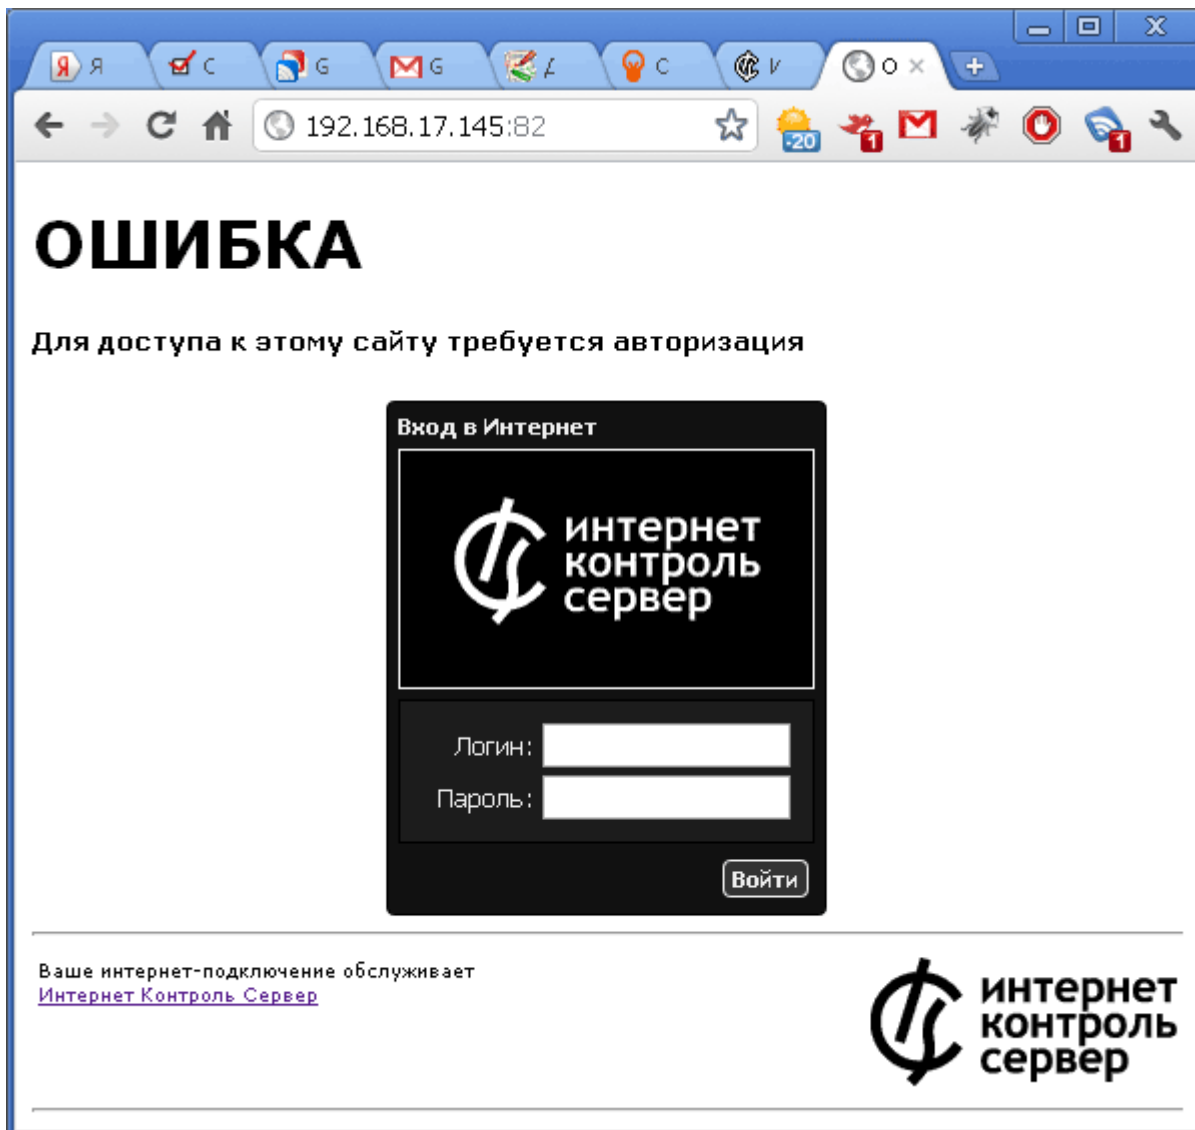 Я С G G С V О
192.168.17.145:82
-20 1 1
ОШИБКА
Для доступа к этому сайту требуется авторизация
Вход в Интернет
интернет
контроль
сервер
Логин:
Пароль:
Войти
Ваше интернет-подключение обслуживает
Интернет Контроль Сервер
интернет
контроль
сервер